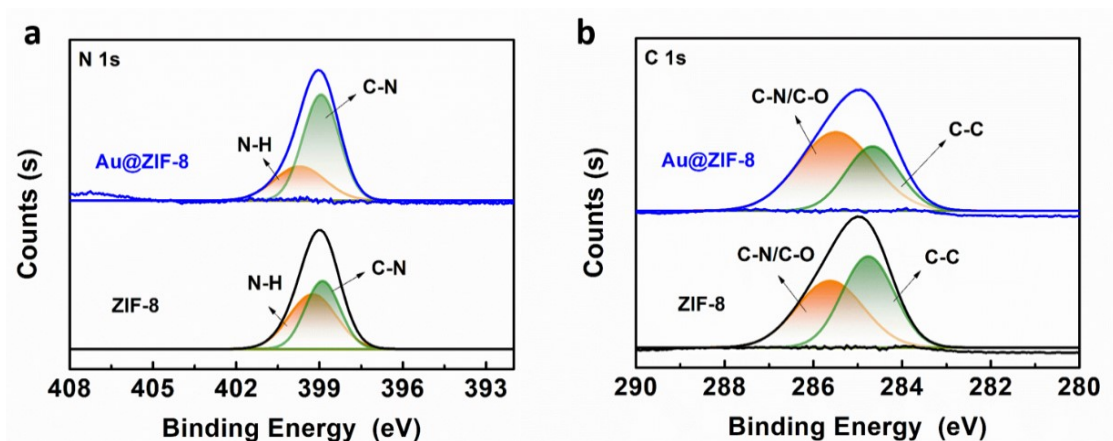 a
N 1s
C-N
N-H
Au@ZIF-8
C-N
N-H
ZIF-8
Counts (s)
408 405 402 399 396 393
Binding Energy (eV)
b
C 1s
C-N/C-O
C-C
Au@ZIF-8
C-N/C-O
C-C
ZIF-8
Counts (s)
290 288 286 284 282 280
Binding Energy (eV)